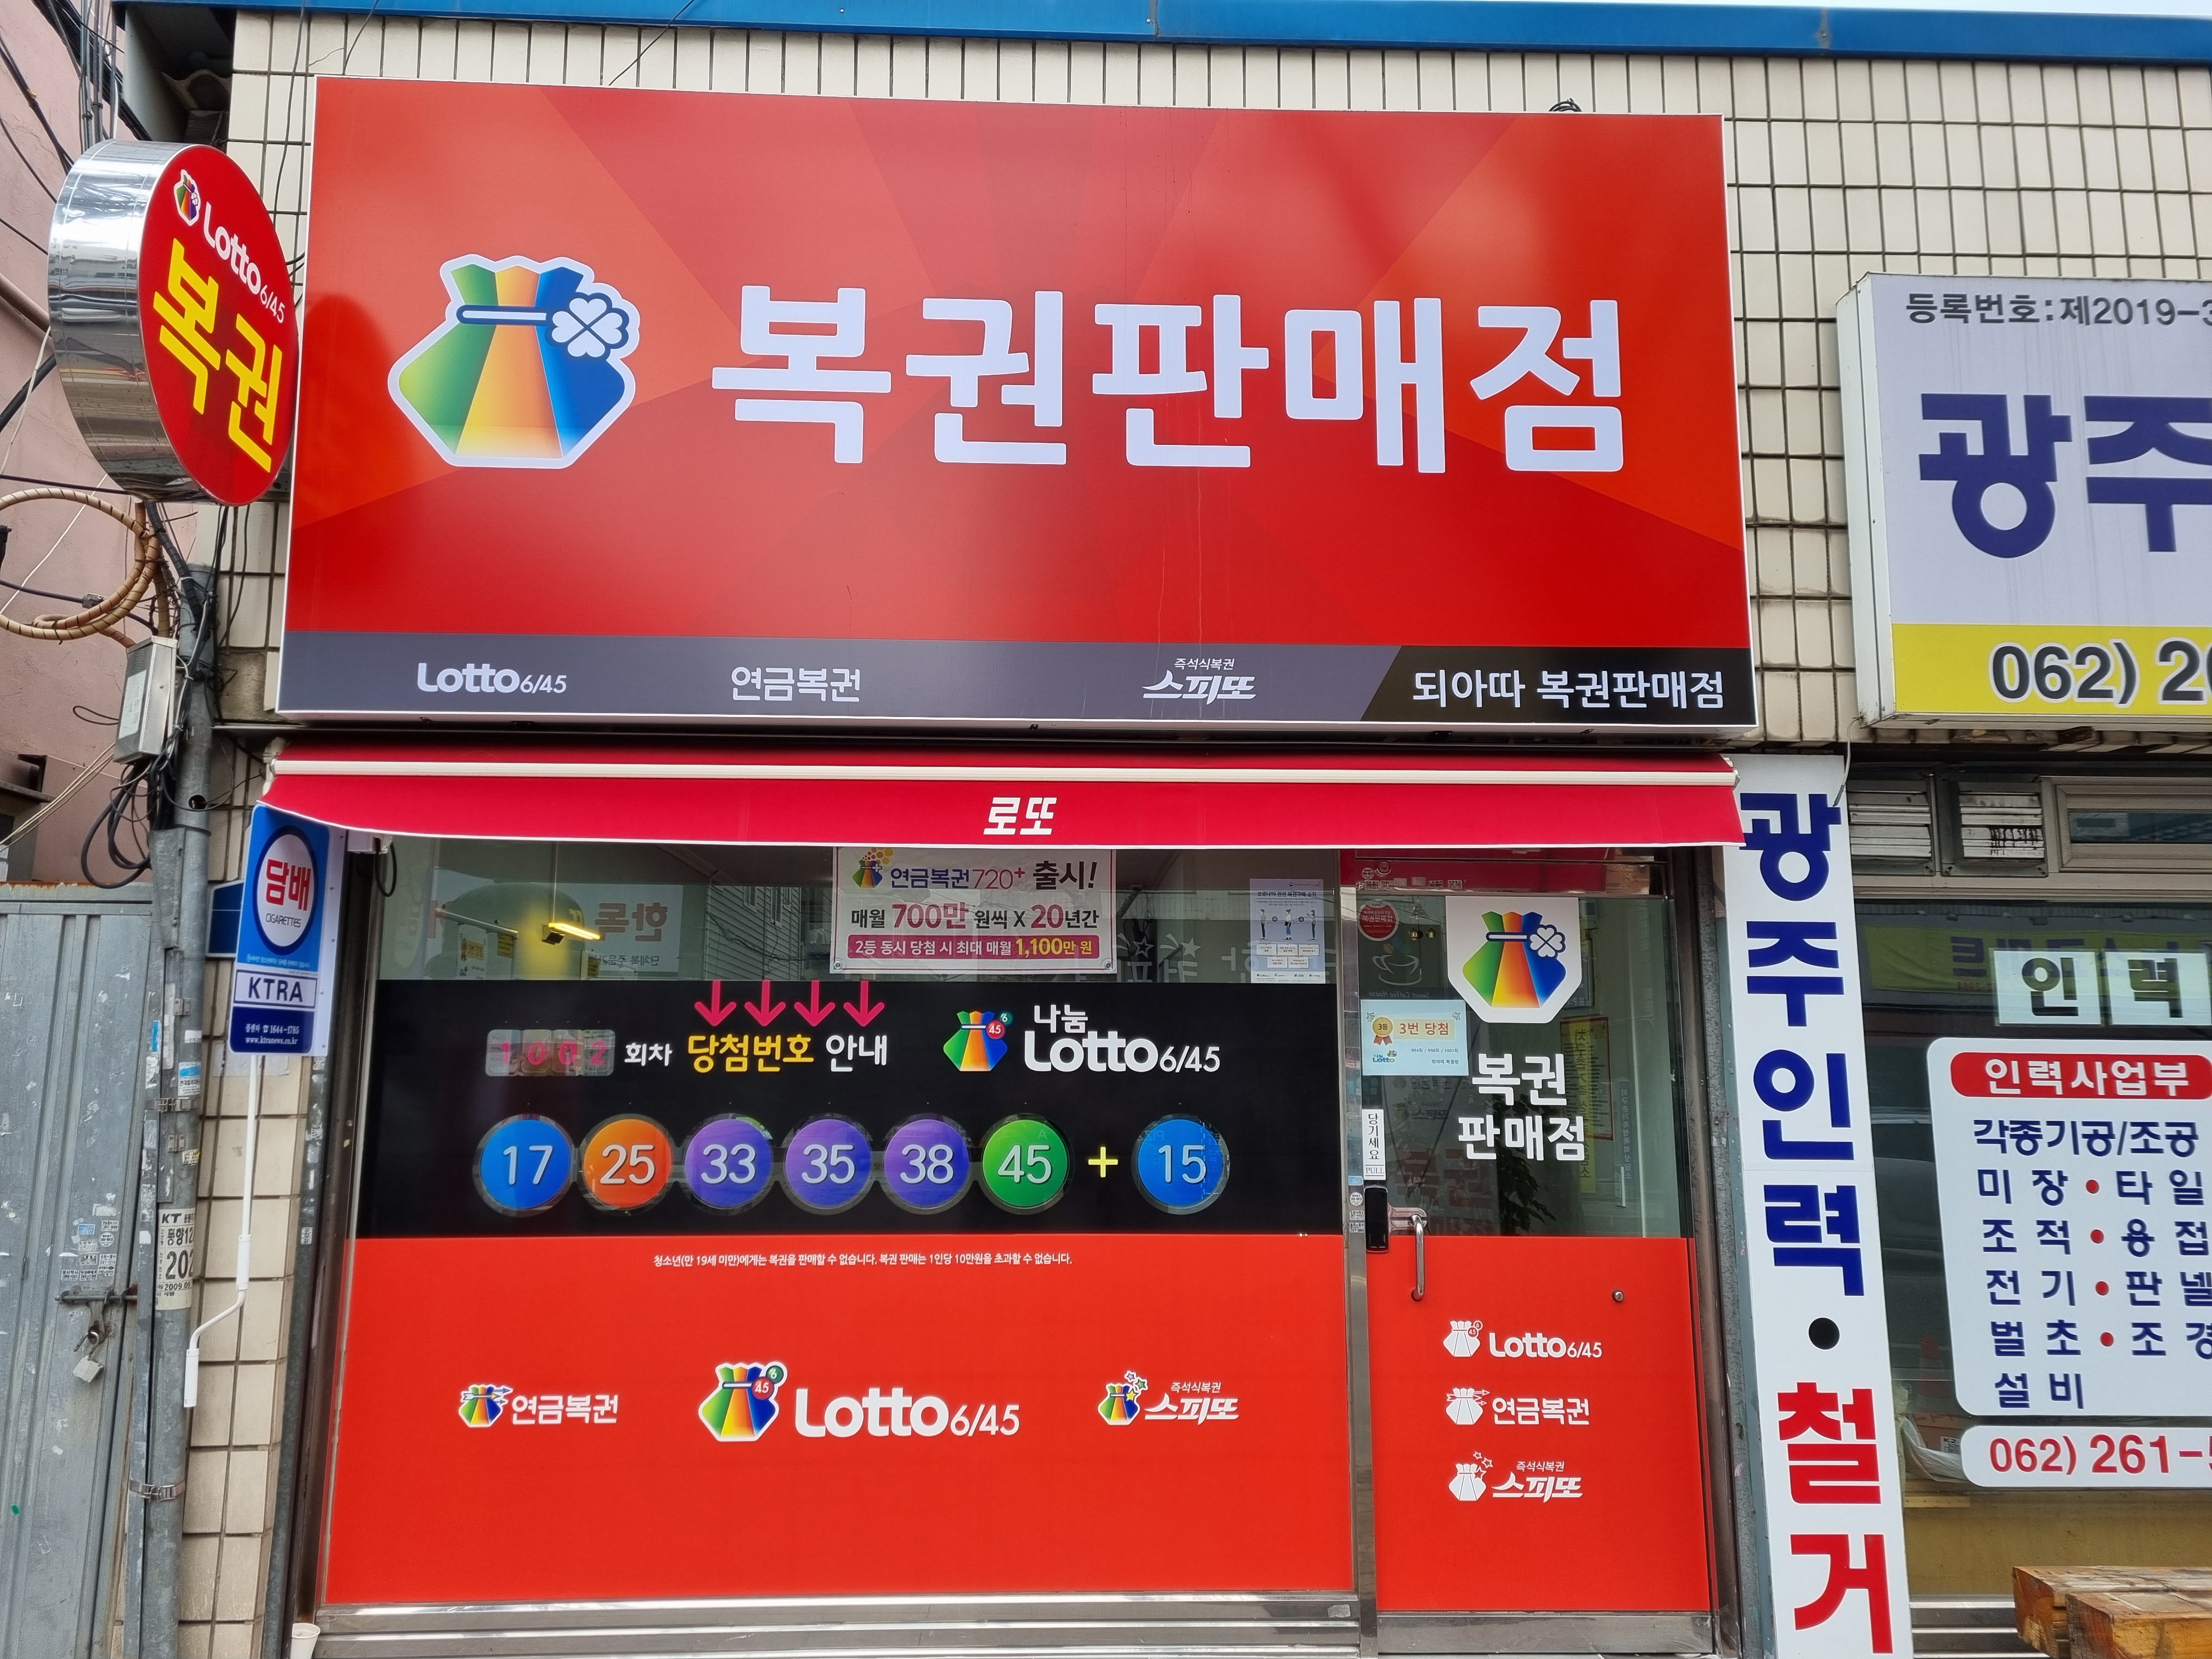 Lotto6/45
복권
복권판매점
Lotto6/45
연금복권
즉석식복권
스피또
되아따 복권판매점
로또
등록번호:제2019-3
광주
062) 2
담배
CIGARETTES
KTRA
연금복권720+ 출시!
매월 700만 원씩 X 20년간
2등 동시 당첨 시 최대 매월 1,100만 원
1002 회차 당첨번호 안내
나눔
Lotto6/45
17 25 33 35 38 45 + 15
청소년(만 19세 미만)에게는 복권을 판매할 수 없습니다. 복권 판매는 1인당 10만원을 초과할 수 없습니다.
연금복권
Lotto6/45
즉석식복권
스피또
3등
3번 당첨
복권
판매점
당기세요
PULL
Lotto6/45
연금복권
즉석식복권
스피또
광주인력·철거
인력
인력사업부
각종기공/조공
미장·타일
조적·용접
전기·판넬
벌초·조경
설비
062) 261-5
KT
202